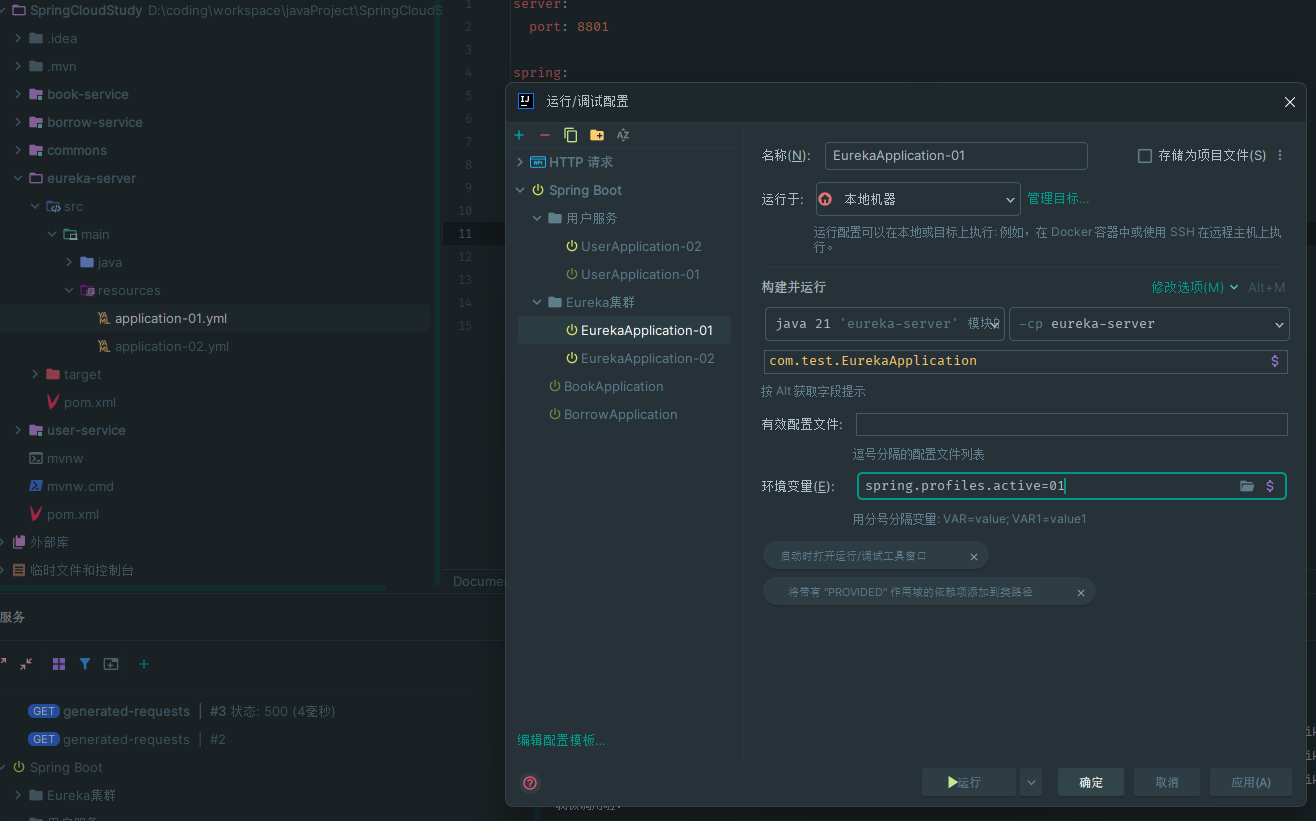 SpringCloudStudy D:\coding\workspace\javaProject\SpringCloudS
.idea
.mvn
book-service
borrow-service
commons
eureka-server
src
main
java
resources
application-01.yml
application-02.yml
target
pom.xml
user-service
mvnw
mvnw.cmd
pom.xml
外部库
临时文件和控制台
服务
GET generated-requests | #3 状态: 500 (4毫秒)
GET generated-requests | #2
Spring Boot
Eureka集群
1 server:
2 port: 8801
3
4 spring:
5
6
7
8
9
10
11
12
13
14
15
Docume
运行/调试配置
HTTP 请求
Spring Boot
用户服务
UserApplication-02
UserApplication-01
Eureka集群
EurekaApplication-01
EurekaApplication-02
BookApplication
BorrowApplication
编辑配置模板...
名称(N): EurekaApplication-01 存储为项目文件(S)
运行于: 本地机器 管理目标...
运行配置可以在本地或目标上执行: 例如，在 Docker 容器中或使用 SSH 在远程主机上执
行。
构建并运行 修改选项(M) Alt+M
java 21 'eureka-server' 模块 -cp eureka-server
com.test.EurekaApplication
按 Alt 获取字段提示
有效配置文件:
逗号分隔的配置文件列表
环境变量(E): spring.profiles.active=01
用分号分隔变量: VAR=value; VAR1=value1
启动时打开运行/调试工具窗口
将带有 "PROVIDED" 作用域的依赖项添加到类路径
运行 确定 取消 应用(A)